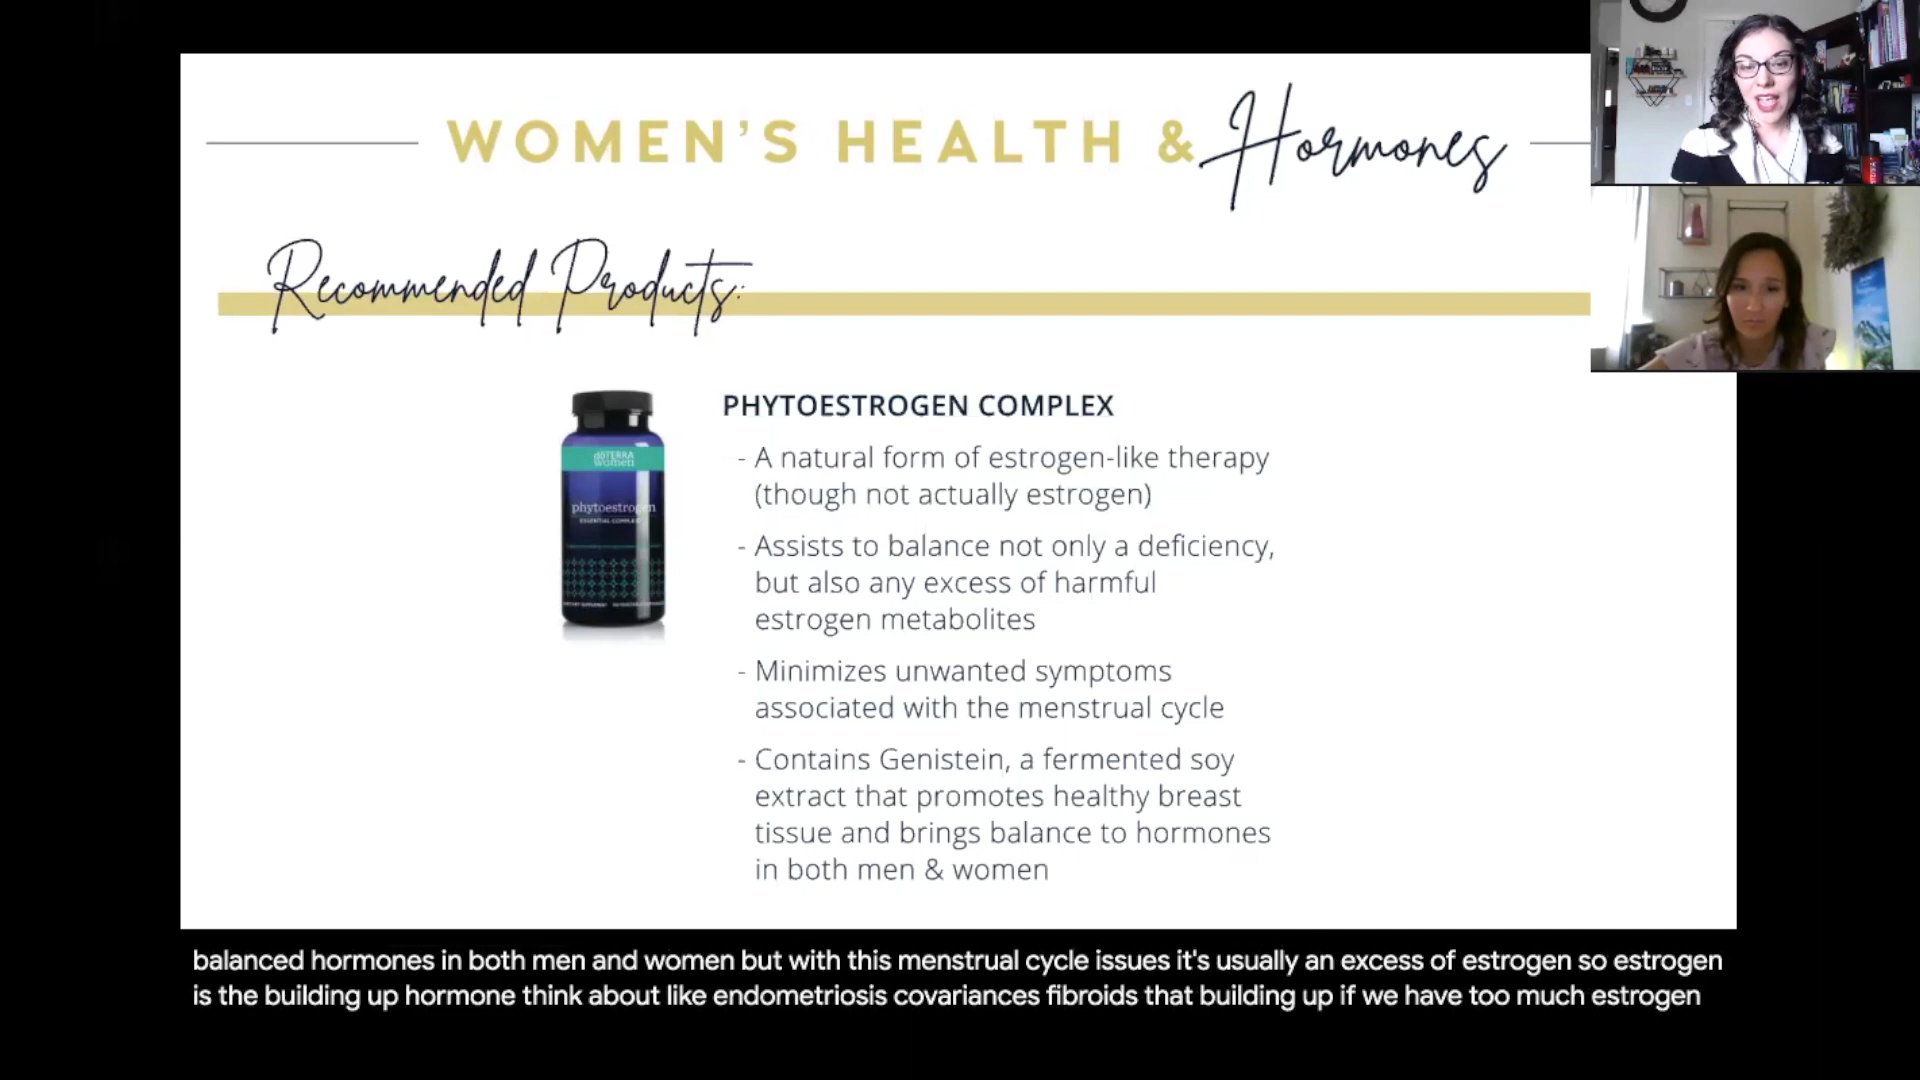 WOMEN'S HEALTH & Hormones
Recommended Products:
PHYTOESTROGEN COMPLEX
- A natural form of estrogen-like therapy
(though not actually estrogen)
- Assists to balance not only a deficiency,
but also any excess of harmful
estrogen metabolites
- Minimizes unwanted symptoms
associated with the menstrual cycle
- Contains Genistein, a fermented soy
extract that promotes healthy breast
tissue and brings balance to hormones
in both men & women
dōTERRA
women
phytoestrogen
ESSENTIAL COMPLEX
balanced hormones in both men and women but with this menstrual cycle issues it's usually an excess of estrogen so estrogen
is the building up hormone think about like endometriosis covariances fibroids that building up if we have too much estrogen